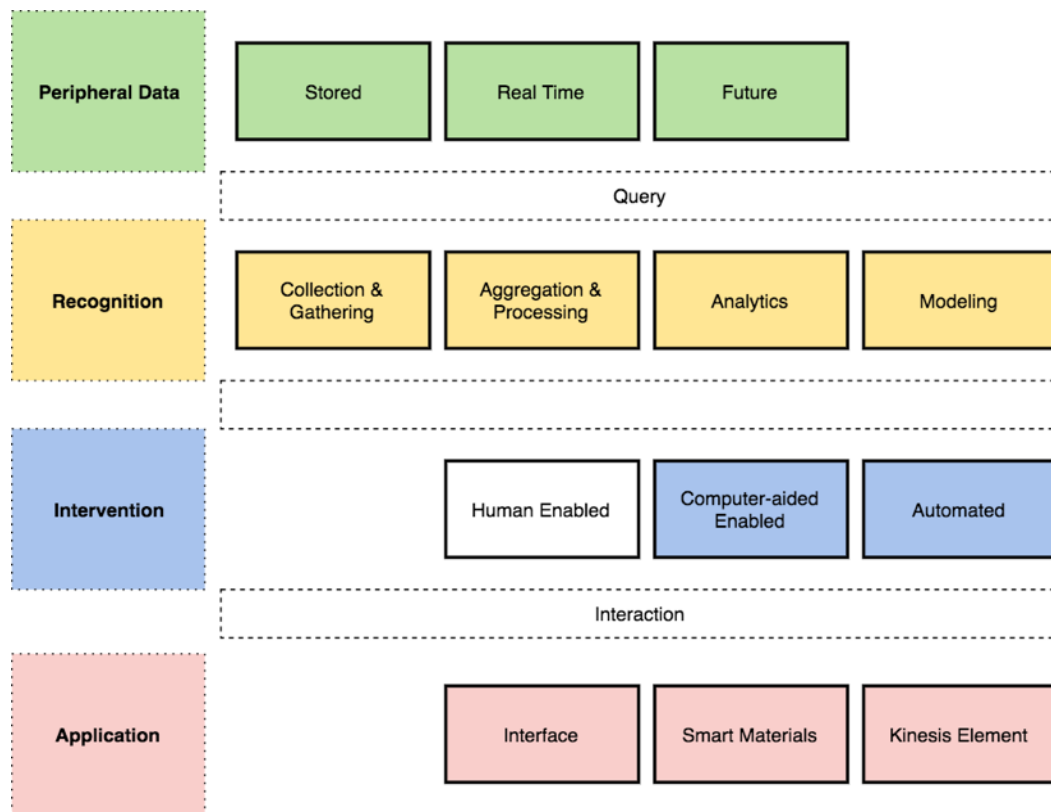 Peripheral Data
Stored
Real Time
Future
Query
Recognition
Collection &
Gathering
Aggregation &
Processing
Analytics
Modeling
Intervention
Human Enabled
Computer-aided
Enabled
Automated
Interaction
Application
Interface
Smart Materials
Kinesis Element